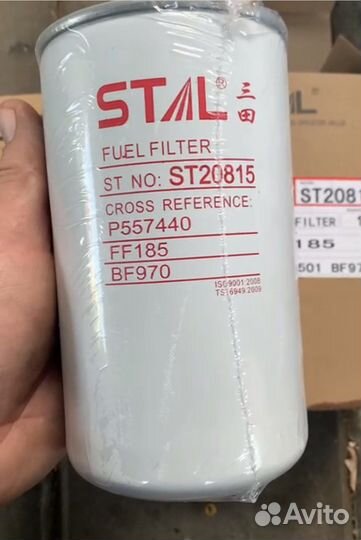 STAL® 三田
FUEL FILTER
ST NO: ST20815
CROSS REFERENCE:
P557440
FF185
BF970
ISO9001:2008
TS16949:2009
ST2081
FILTER
185
501 BF97
Avito